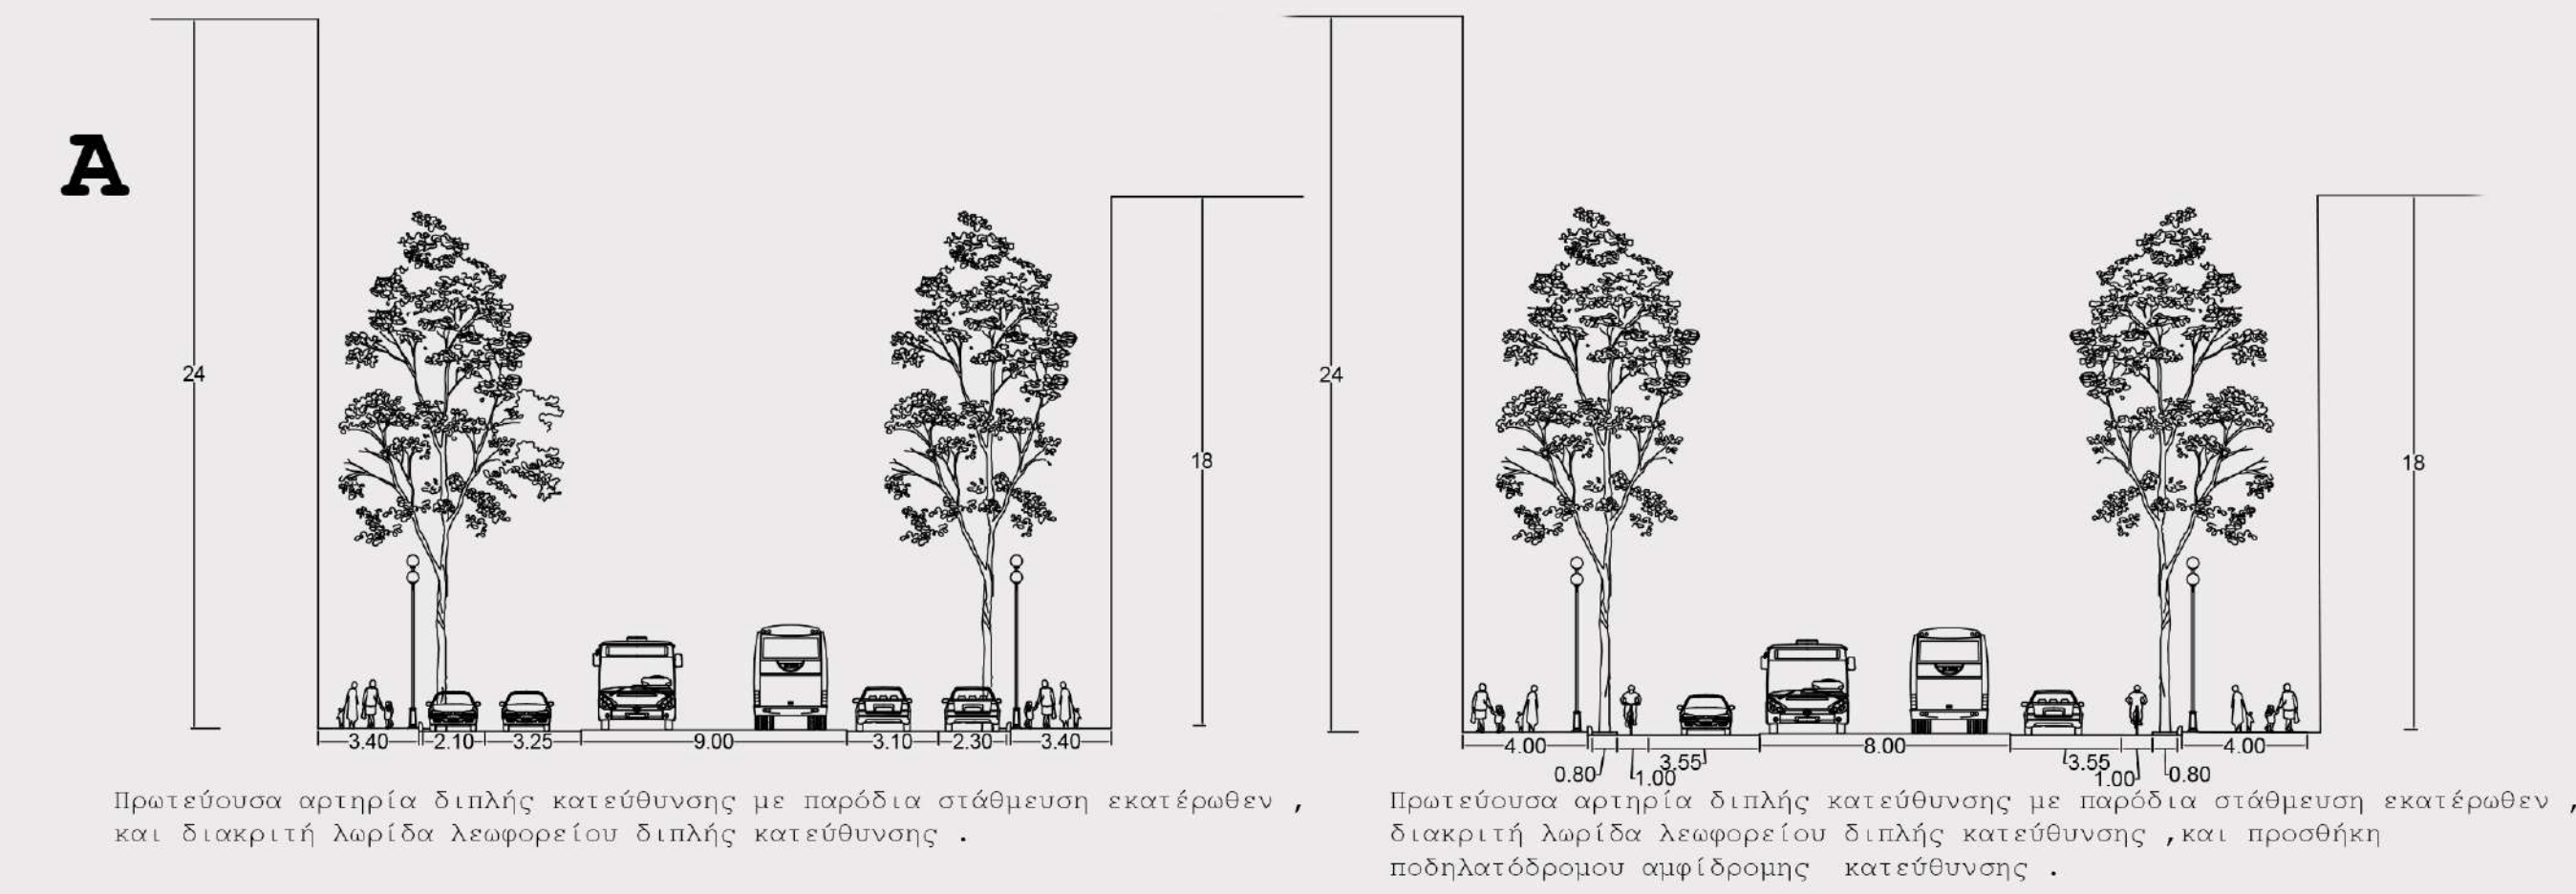 A
24
18
3.40 2.10 3.25 9.00 3.10 2.30 3.40
Πρωτεύουσα αρτηρία διπλής κατεύθυνσης με παρόδια στάθμευση εκατέρωθεν ,
και διακριτή λωρίδα λεωφορείου διπλής κατεύθυνσης .
24
18
4.00 8.00 4.00
0.80 1.00 3.55 3.55 1.00 0.80
Πρωτεύουσα αρτηρία διπλής κατεύθυνσης με παρόδια στάθμευση εκατέρωθεν ,
διακριτή λωρίδα λεωφορείου διπλής κατεύθυνσης ,και προσθήκη
ποδηλατόδρομου αμφίδρομης κατεύθυνσης .